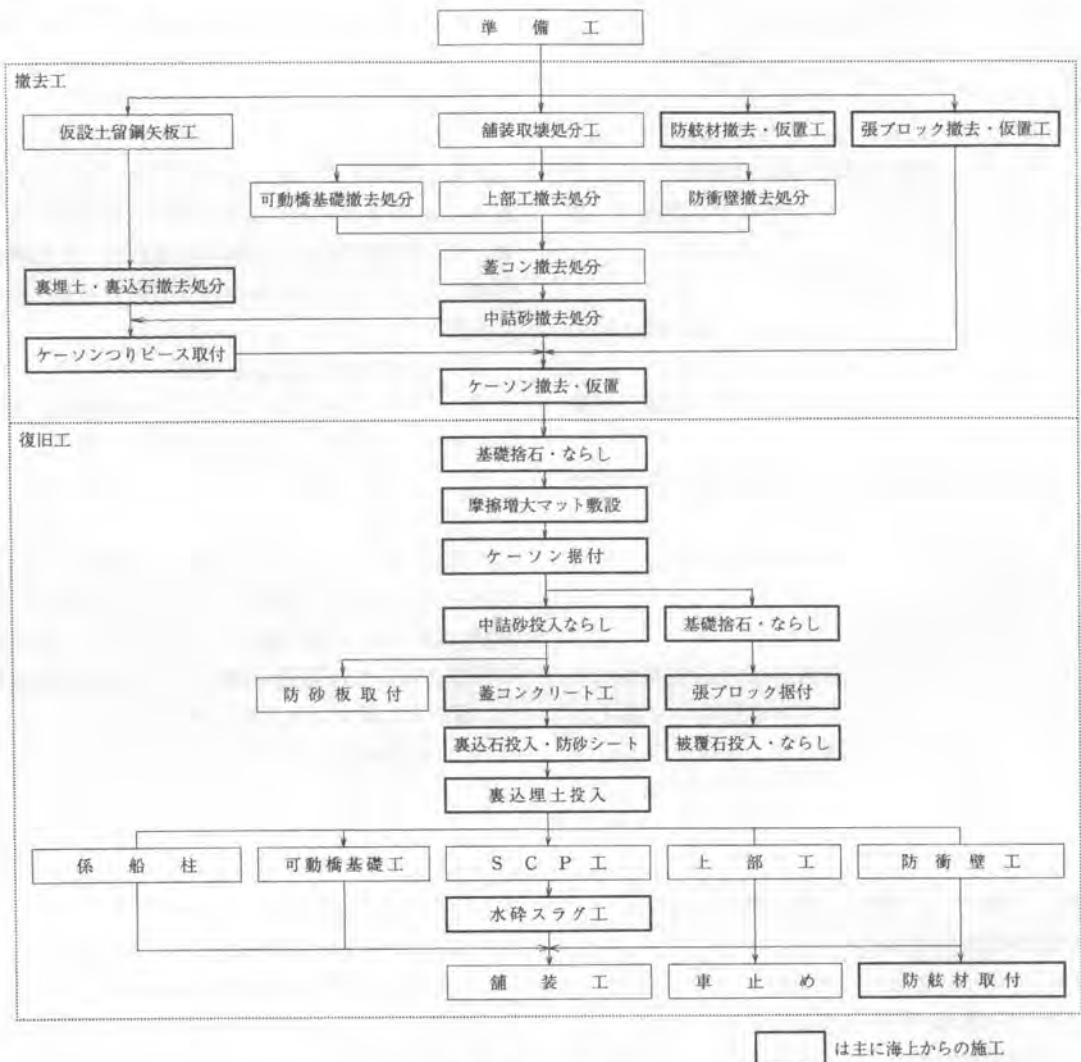 準備工
撤去工
仮設土留鋼矢板工
舗装取壊処分工
防舷材撤去・仮置工
張ブロック撤去・仮置工
可動橋基礎撤去処分
上部工撤去処分
防衝壁撤去処分
蓋コン撤去処分
裏埋土・裏込石撤去処分
中詰砂撤去処分
ケーソンつりピース取付
ケーソン撤去・仮置
復旧工
基礎捨石・ならし
摩擦増大マット敷設
ケーソン据付
中詰砂投入ならし
基礎捨石・ならし
防砂板取付
蓋コンクリート工
張ブロック据付
裏込石投入・防砂シート
被覆石投入・ならし
裏込埋土投入
係船柱
可動橋基礎工
SCP工
上部工
防衝壁工
水砕スラグ工
舗装工
車止め
防舷材取付
は主に海上からの施工